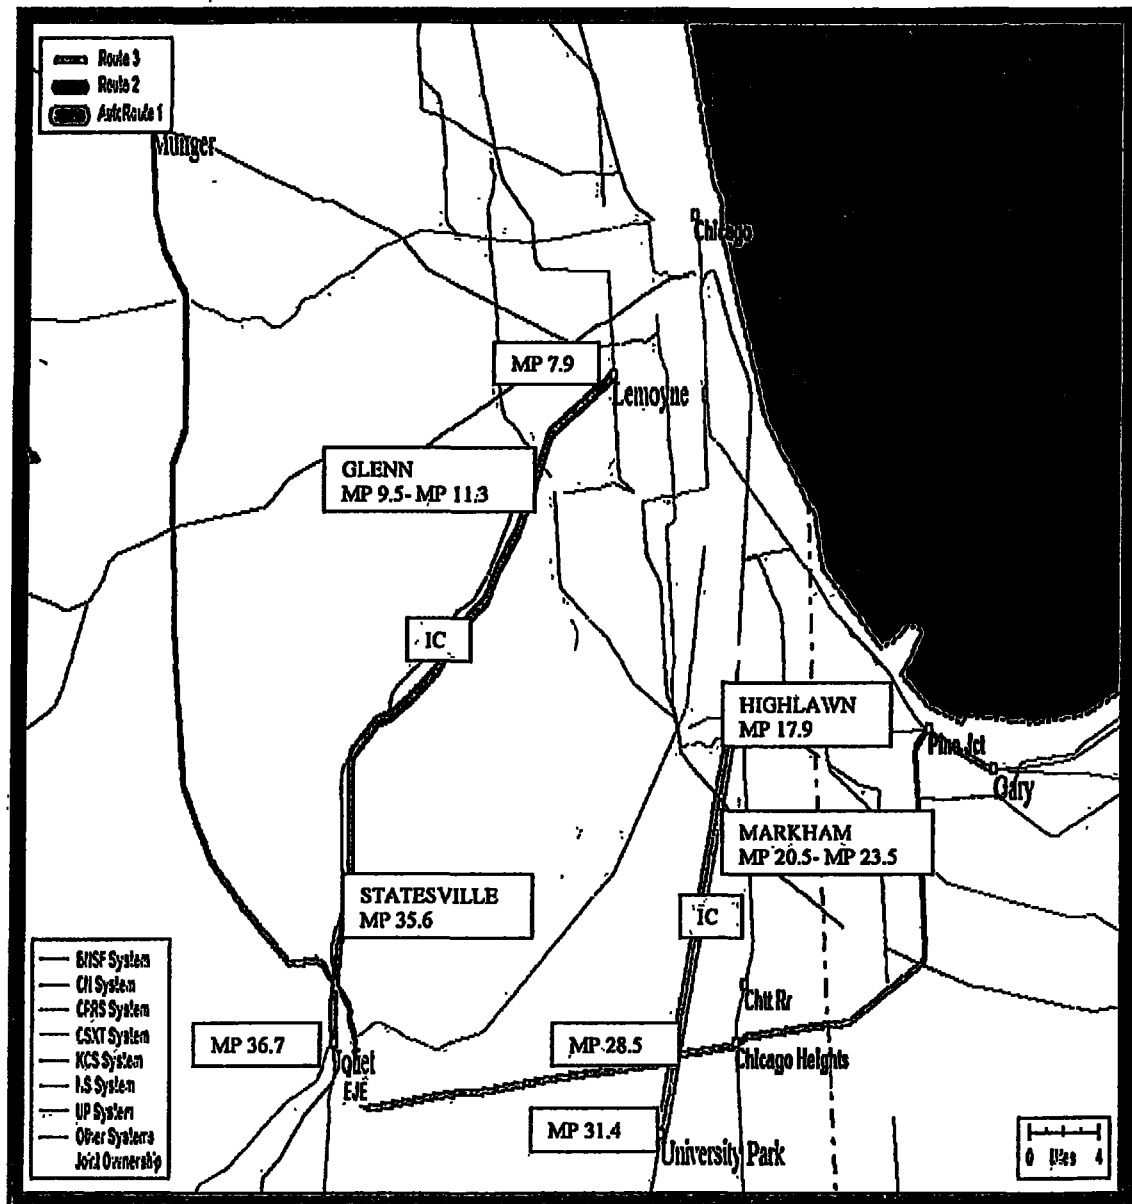 Route 3
Route 2
AutoRoute 1
Munger
Chicago
MP 7.9
Lemoyne
GLENN
MP 9.5- MP 11.3
IC
HIGHLAWN
MP 17.9
Pine Jct
Gary
MARKHAM
MP 20.5- MP 23.5
STATESVILLE
MP 35.6
IC
BNSF System
CN System
CPRS System
CSXT System
KCS System
NS System
UP System
Other Systems
Joint Ownership
Chtt Rr
MP 36.7
MP 28.5
Joliet
EJE
Chicago Heights
MP 31.4
University Park
0 Miles 4